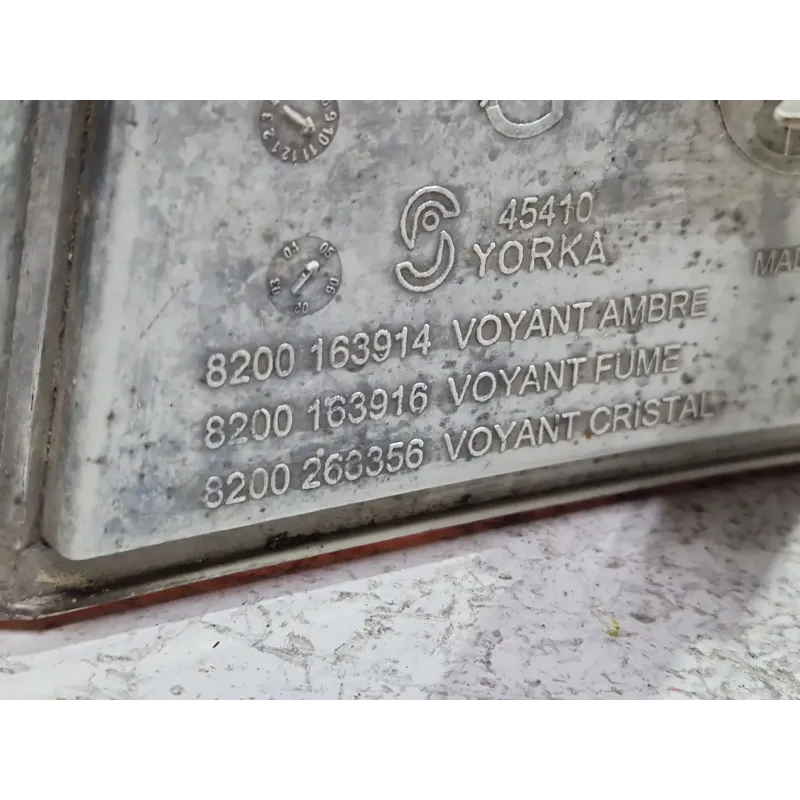 45410
YORKA
8200 163914 VOYANT AMBRE
8200 163916 VOYANT FUME
8200 263356 VOYANT CRISTAL